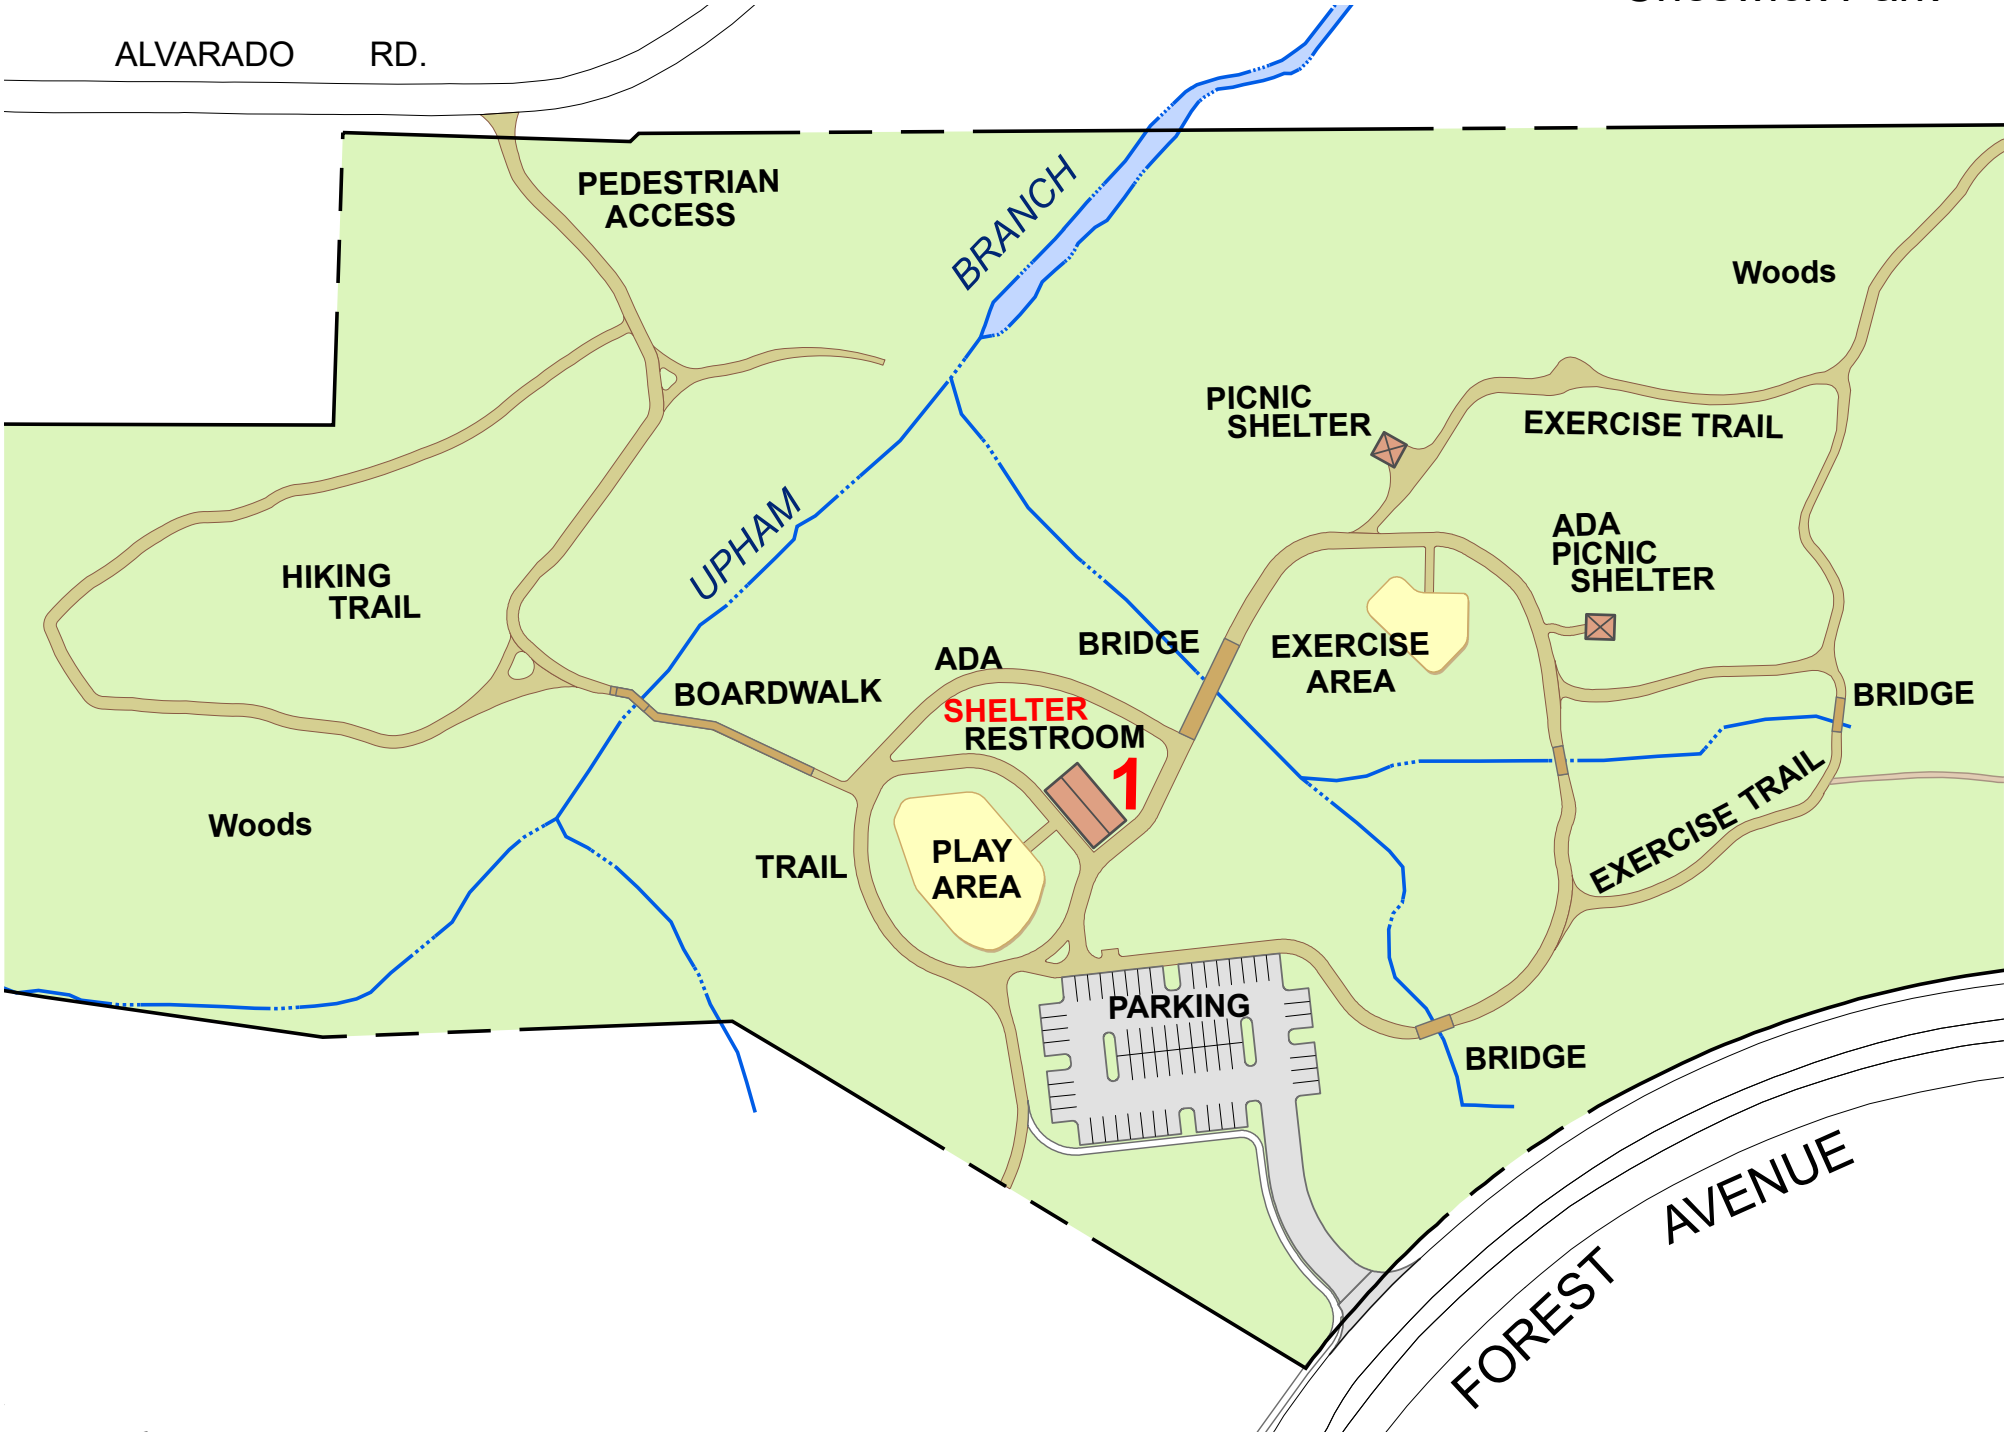 ALVARADO RD.
PEDESTRIAN
ACCESS
BRANCH
Woods
PICNIC
SHELTER
EXERCISE TRAIL
UPHAM
ADA
PICNIC
SHELTER
HIKING
TRAIL
BRIDGE
EXERCISE
AREA
ADA
BOARDWALK
SHELTER
RESTROOM
1
BRIDGE
Woods
TRAIL
PLAY
AREA
EXERCISE TRAIL
PARKING
BRIDGE
FOREST AVENUE